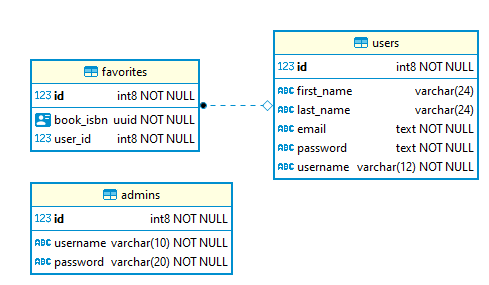 favorites
123 id int8 NOT NULL
book_isbn uuid NOT NULL
123 user_id int8 NOT NULL
users
123 id int8 NOT NULL
ABC first_name varchar(24)
ABC last_name varchar(24)
ABC email text NOT NULL
ABC password text NOT NULL
ABC username varchar(12) NOT NULL
admins
123 id int8 NOT NULL
ABC username varchar(10) NOT NULL
ABC password varchar(20) NOT NULL